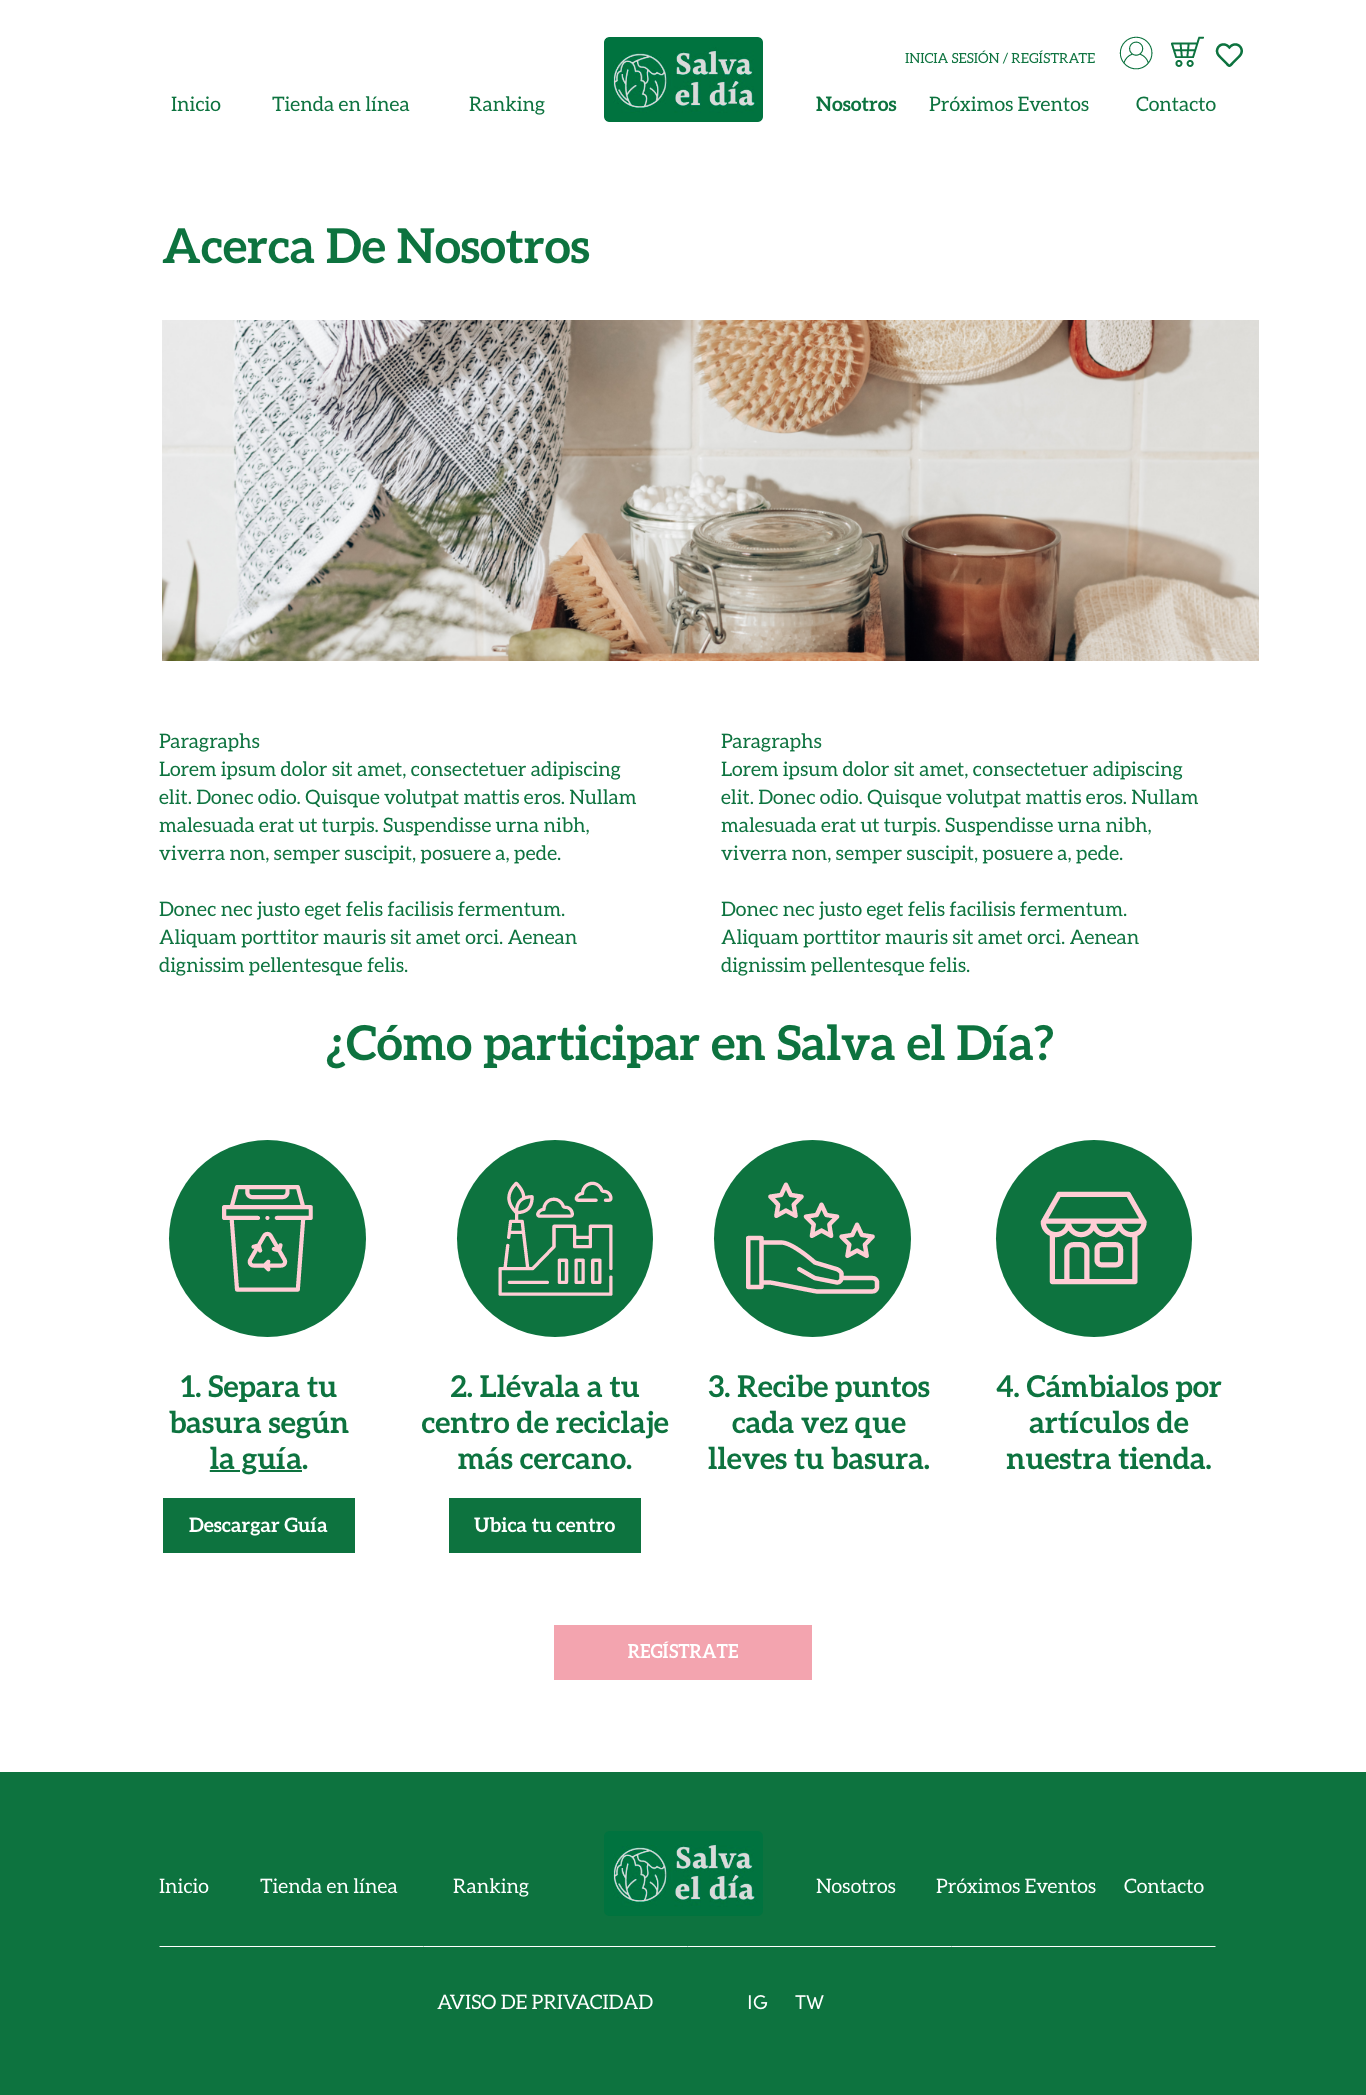 INICIA SESIÓN / REGÍSTRATE
Inicio
Tienda en línea
Ranking
Salva
el día
Nosotros
Próximos Eventos
Contacto
Acerca De Nosotros
Paragraphs
Lorem ipsum dolor sit amet, consectetuer adipiscing
elit. Donec odio. Quisque volutpat mattis eros. Nullam
malesuada erat ut turpis. Suspendisse urna nibh,
viverra non, semper suscipit, posuere a, pede.
Donec nec justo eget felis facilisis fermentum.
Aliquam porttitor mauris sit amet orci. Aenean
dignissim pellentesque felis.
Paragraphs
Lorem ipsum dolor sit amet, consectetuer adipiscing
elit. Donec odio. Quisque volutpat mattis eros. Nullam
malesuada erat ut turpis. Suspendisse urna nibh,
viverra non, semper suscipit, posuere a, pede.
Donec nec justo eget felis facilisis fermentum.
Aliquam porttitor mauris sit amet orci. Aenean
dignissim pellentesque felis.
¿Cómo participar en Salva el Día?
1. Separa tu
basura según
la guía.
Descargar Guía
2. Llévala a tu
centro de reciclaje
más cercano.
Ubica tu centro
3. Recibe puntos
cada vez que
lleves tu basura.
4. Cámbialos por
artículos de
nuestra tienda.
REGÍSTRATE
Inicio
Tienda en línea
Ranking
Salva
el día
Nosotros
Próximos Eventos
Contacto
AVISO DE PRIVACIDAD
IG
TW